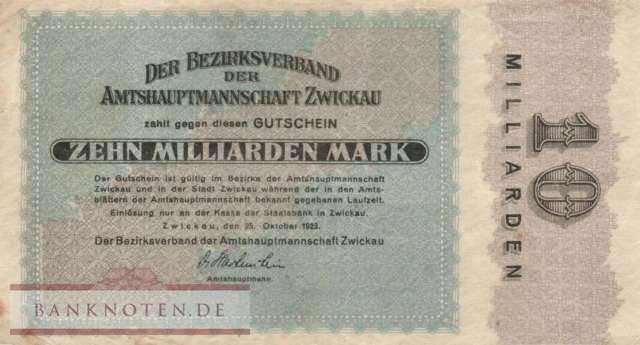 DER BEZIRKSVERBAND
DER
AMTSHAUPTMANNSCHAFT ZWICKAU
zahlt gegen diesen GUTSCHEIN
ZEHN MILLIARDEN MARK
Der Gutschein ist gültig im Bezirke der Amtshauptmannschaft
Zwickau und in der Stadt Zwickau während der in den Amts-
blättern der Amtshauptmannschaft bekannt gegebenen Laufzeit.
Einlösung nur an der Kasse der Staatsbank in Zwickau.
Zwickau, den 25. Oktober 1923.
Der Bezirksverband der Amtshauptmannschaft Zwickau
Amtshauptmann.
10
MILLIARDEN
BANKNOTEN.DE